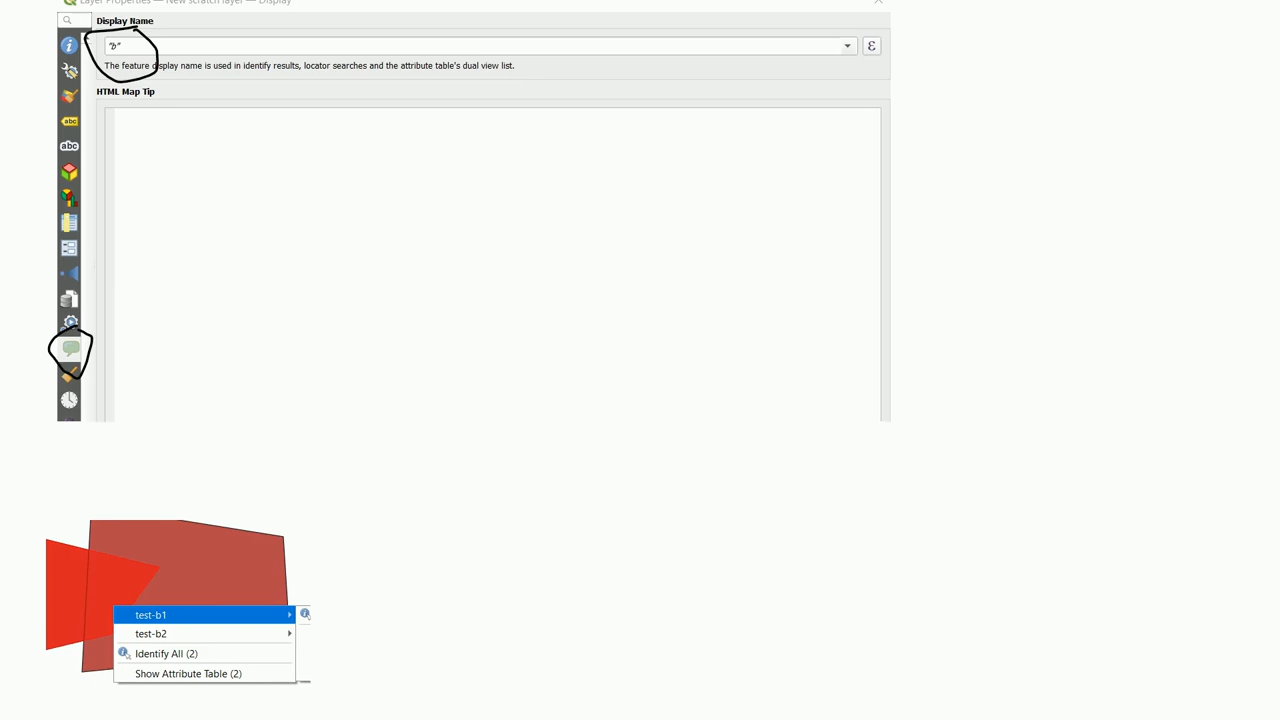 Layer Properties — New scratch layer — Display
Display Name
"b"
ε
The feature display name is used in identify results, locator searches and the attribute table's dual view list.
HTML Map Tip
abc
abc
test-b1
test-b2
Identify All (2)
Show Attribute Table (2)